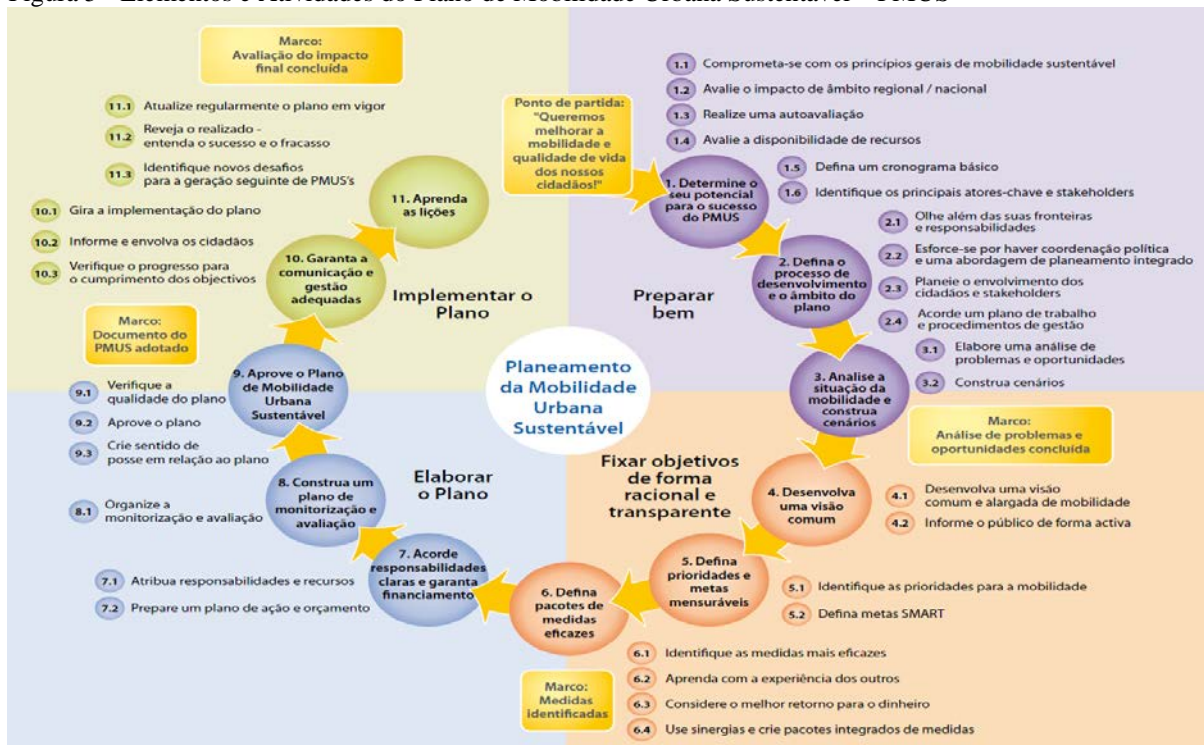 Figura 3 - Elementos e Atividades do Plano de Mobilidade Urbana Sustentável - PMUS
Marco:
Avaliação do impacto
final concluída
11.1 Atualize regularmente o plano em vigor
11.2 Reveja o realizado -
entenda o sucesso e o fracasso
11.3 Identifique novos desafios
para a geração seguinte de PMUS's
10.1 Gira a implementação do plano
10.2 Informe e envolva os cidadãos
10.3 Verifique o progresso para
o cumprimento dos objectivos
11. Aprenda
as lições
10. Garanta a
comunicação e
gestão
adequadas
Implementar o
Plano
Marco:
Documento do
PMUS adotado
Ponto de partida:
"Queremos
melhorar a
mobilidade e
qualidade de vida
dos nossos
cidadãos!"
1.1 Comprometa-se com os princípios gerais de mobilidade sustentável
1.2 Avalie o impacto de âmbito regional / nacional
1.3 Realize uma autoavaliação
1.4 Avalie a disponibilidade de recursos
1.5 Defina um cronograma básico
1.6 Identifique os principais atores-chave e stakeholders
1. Determine o
seu potencial
para o sucesso
do PMUS
2.1 Olhe além das suas fronteiras
e responsabilidades
2.2 Esforce-se por haver coordenação política
e uma abordagem de planeamento integrado
2.3 Planeie o envolvimento dos
cidadãos e stakeholders
2.4 Acorde um plano de trabalho
e procedimentos de gestão
2. Defina o
processo de
desenvolvimento
e o âmbito do
plano
Preparar
bem
3.1 Elabore uma análise de
problemas e oportunidades
3.2 Construa cenários
3. Analise a
situação da
mobilidade e
construa
cenários
Marco:
Análise de problemas e
oportunidades concluída
Planeamento
da Mobilidade
Urbana
Sustentável
Fixar objetivos
de forma
racional e
transparente
4. Desenvolva
uma visão
comum
4.1 Desenvolva uma visão
comum e alargada de mobilidade
4.2 Informe o público de forma activa
5. Defina
prioridades e
metas
mensuráveis
5.1 Identifique as prioridades para a mobilidade
5.2 Defina metas SMART
6. Defina
pacotes de
medidas
eficazes
6.1 Identifique as medidas mais eficazes
6.2 Aprenda com a experiência dos outros
6.3 Considere o melhor retorno para o dinheiro
6.4 Use sinergias e crie pacotes integrados de medidas
Marco:
Medidas
identificadas
Elaborar
o Plano
7. Acorde
responsabilidades
claras e garanta
financiamento
7.1 Atribua responsabilidades e recursos
7.2 Prepare um plano de ação e orçamento
8. Construa um
plano de
monitorização e
avaliação
8.1 Organize a
monitorização e avaliação
9. Aprove o Plano
de Mobilidade
Urbana
Sustentável
9.1 Verifique a
qualidade do plano
9.2 Aprove o plano
9.3 Crie sentido de
posse em relação ao plano